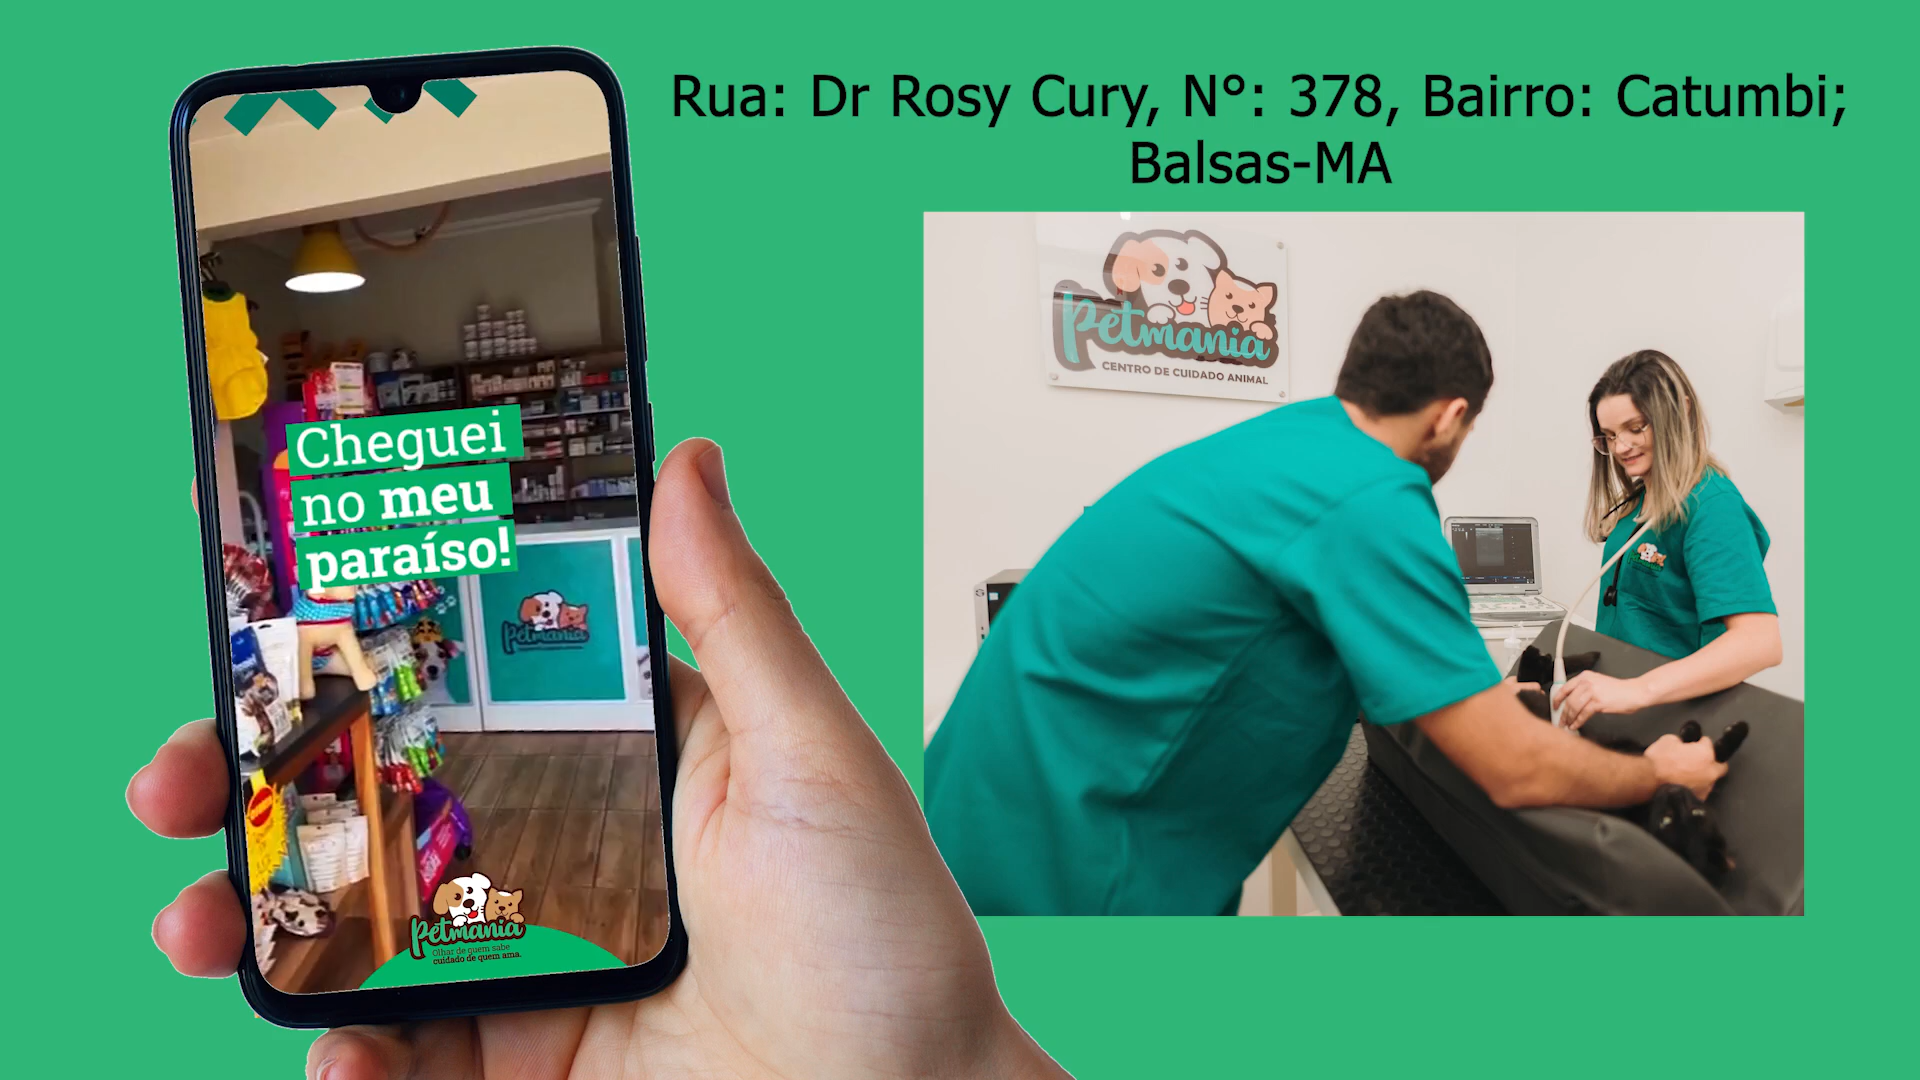 Rua: Dr Rosy Cury, N°: 378, Bairro: Catumbi;
Balsas-MA
Cheguei
no meu
paraíso!
Petmania
Petmania
Olhar de quem sabe
cuidado de quem ama.
Petmania
CENTRO DE CUIDADO ANIMAL